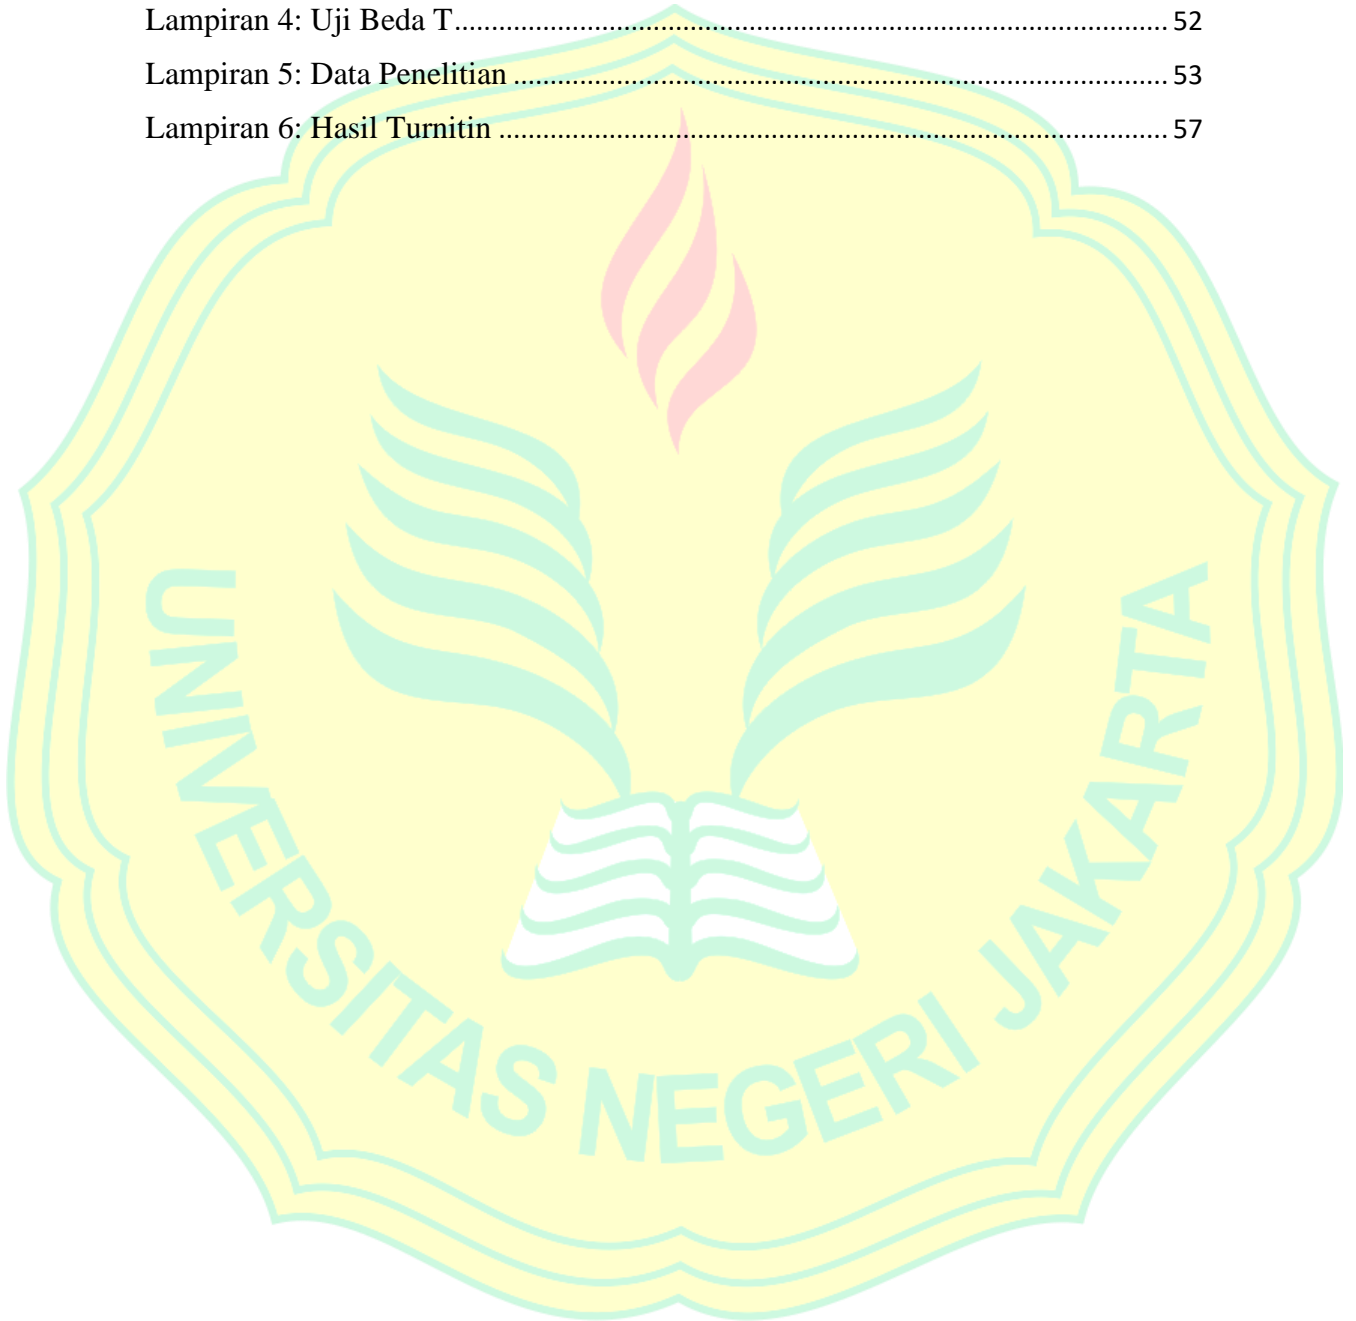 Lampiran 4: Uji Beda T........................................................................................................ 52
Lampiran 5: Data Penelitian ................................................................................................ 53
Lampiran 6: Hasil Turnitin .................................................................................................. 57
UNIVERSITAS NEGERI JAKARTA